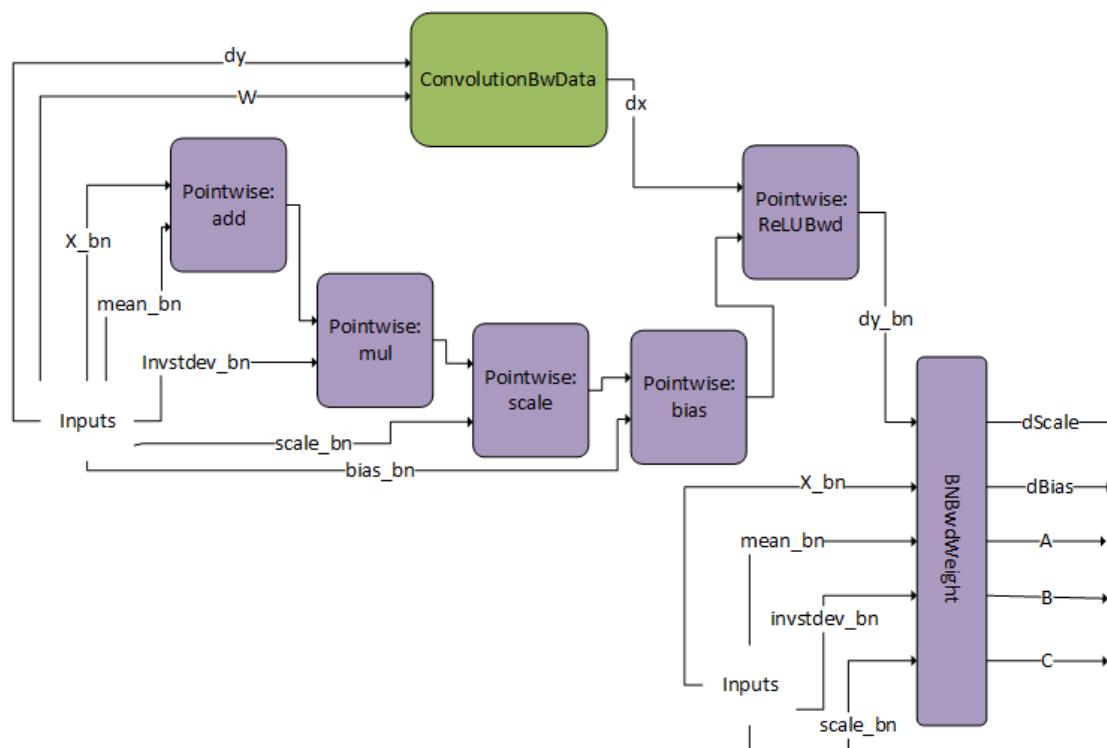 dy
ConvolutionBwData
W
dx
Pointwise:
add
Pointwise:
ReLUBwd
X_bn
mean_bn
Pointwise:
mul
dy_bn
Invstdev_bn
Pointwise:
scale
Pointwise:
bias
Inputs
scale_bn
bias_bn
dScale
X_bn
dBias
mean_bn
BNBwdWeight
A
invstdev_bn
B
C
Inputs
scale_bn